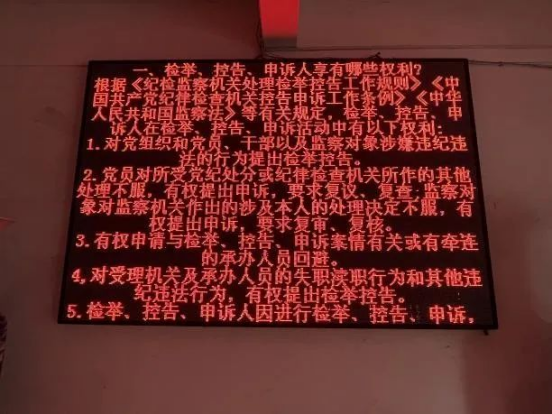 一、检举、控告、申诉人享有哪些权利?
根据《纪检监察机关处理检举控告工作规则》《中
国共产党纪律检查机关控告申诉工作条例》《中华
人民共和国监察法》等有关规定，检举、控告、申
诉人在检举、控告、申诉活动中有以下权利:
1.对党组织和党员、干部以及监察对象涉嫌违纪违
法的行为提出检举控告。
2.党员对所受党纪处分或纪律检查机关所作的其他
处理不服，有权提出申诉，要求复议、复查.监察对
象对监察机关作出的涉及本人的处理决定不服，有
权提出申诉，要求复审、复核。
3.有权申请与检举、控告、申诉案情有关或有牵连
的承办人员回避。
4,对受理机关及承办人员的失职渎职行为和其他违
纪违法行为，有权提出检举控告。
5.检举、控告、申诉人因进行检举、控告、申诉，